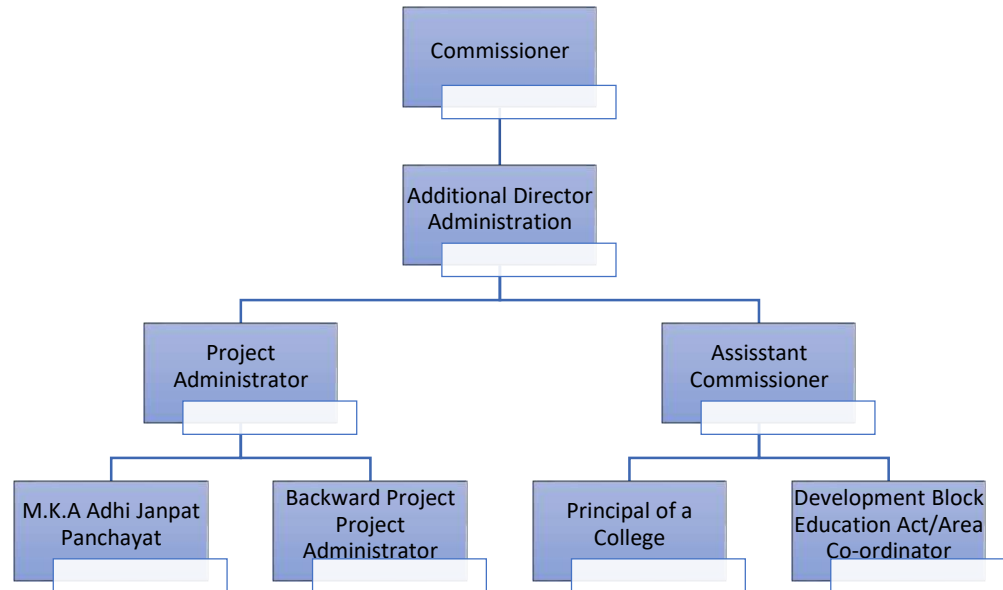 Commissioner
Additional Director
Administration
Project
Administrator
Assisstant
Commissioner
M.K.A Adhi Janpat
Panchayat
Backward Project
Project
Administrator
Principal of a
College
Development Block
Education Act/Area
Co-ordinator